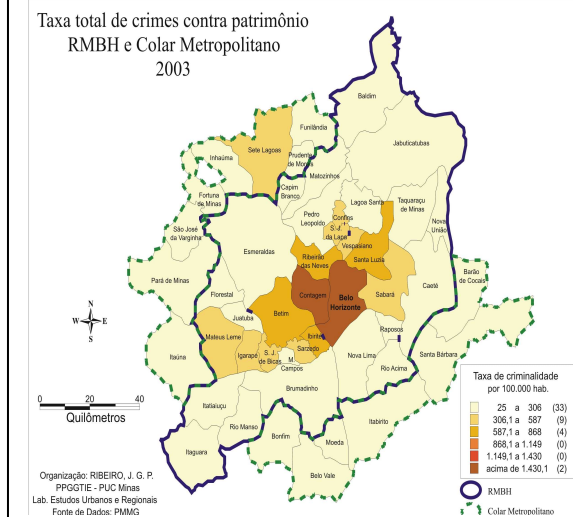 Taxa total de crimes contra patrimônio
RMBH e Colar Metropolitano
2003
Baldim
Funilândia
Sete Lagoas
Jabuticatubas
Inhaúma
Prudente
de Morais
Matozinhos
Capim
Branco
Fortuna
de Minas
Lagoa Santa
Taquaraçu
de Minas
Pedro
Leopoldo
Confins
Nova
União
São José
da Varginha
S. J.
da Lapa
Vespasiano
Esmeraldas
Ribeirão
das Neves
Santa Luzia
Barão
de Cocais
Pará de Minas
Caeté
Florestal
Contagem
Belo
Horizonte
Sabará
Juatuba
Betim
Raposos
Mateus Leme
Ibirité
Igarapé
S. J.
de Bicas
Sarzedo
Nova Lima
Santa Bárbara
Itaúna
M
Campos
Rio Acima
Brumadinho
Itatiaiuçu
Rio Manso
Bonfim
Moeda
Itabirito
Itaguara
Belo Vale
N
W
E
S
0 20 40
Quilômetros
Taxa de criminalidade
por 100.000 hab.
25 a 306 (33)
306,1 a 587 (9)
587,1 a 868 (4)
868,1 a 1.149 (0)
1.149,1 a 1.430 (0)
acima de 1.430,1 (2)
RMBH
Colar Metropolitano
Organização: RIBEIRO, J. G. P.
PPGGTIE - PUC Minas
Lab. Estudos Urbanos e Regionais
Fonte de Dados: PMMG